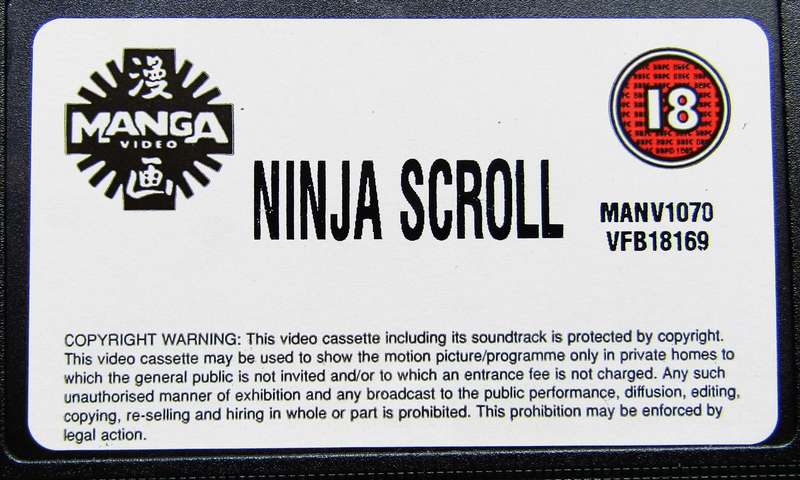 漫
MANGA
VIDEO
画
18
NINJA SCROLL
MANV1070
VFB18169
COPYRIGHT WARNING: This video cassette including its soundtrack is protected by copyright.
This video cassette may be used to show the motion picture/programme only in private homes to
which the general public is not invited and/or to which an entrance fee is not charged. Any such
unauthorised manner of exhibition and any broadcast to the public performance, diffusion, editing,
copying, re-selling and hiring in whole or part is prohibited. This prohibition may be enforced by
legal action.